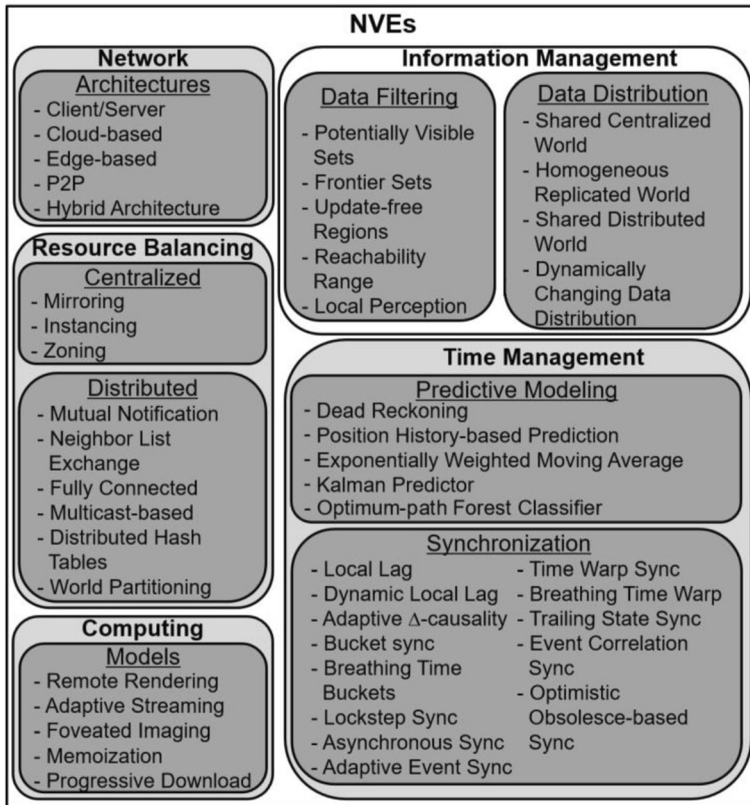 NVEs
Network
Architectures
- Client/Server
- Cloud-based
- Edge-based
- P2P
- Hybrid Architecture
Resource Balancing
Centralized
- Mirroring
- Instancing
- Zoning
Distributed
- Mutual Notification
- Neighbor List
Exchange
- Fully Connected
- Multicast-based
- Distributed Hash
Tables
- World Partitioning
Computing
Models
- Remote Rendering
- Adaptive Streaming
- Foveated Imaging
- Memoization
- Progressive Download
Information Management
Data Filtering
- Potentially Visible
Sets
- Frontier Sets
- Update-free
Regions
- Reachability
Range
- Local Perception
Data Distribution
- Shared Centralized
World
- Homogeneous
Replicated World
- Shared Distributed
World
- Dynamically
Changing Data
Distribution
Time Management
Predictive Modeling
- Dead Reckoning
- Position History-based Prediction
- Exponentially Weighted Moving Average
- Kalman Predictor
- Optimum-path Forest Classifier
Synchronization
- Local Lag
- Dynamic Local Lag
- Adaptive Δ-causality
- Bucket sync
- Breathing Time
Buckets
- Lockstep Sync
- Asynchronous Sync
- Adaptive Event Sync
- Time Warp Sync
- Breathing Time Warp
- Trailing State Sync
- Event Correlation
Sync
- Optimistic
Obsolesce-based
Sync